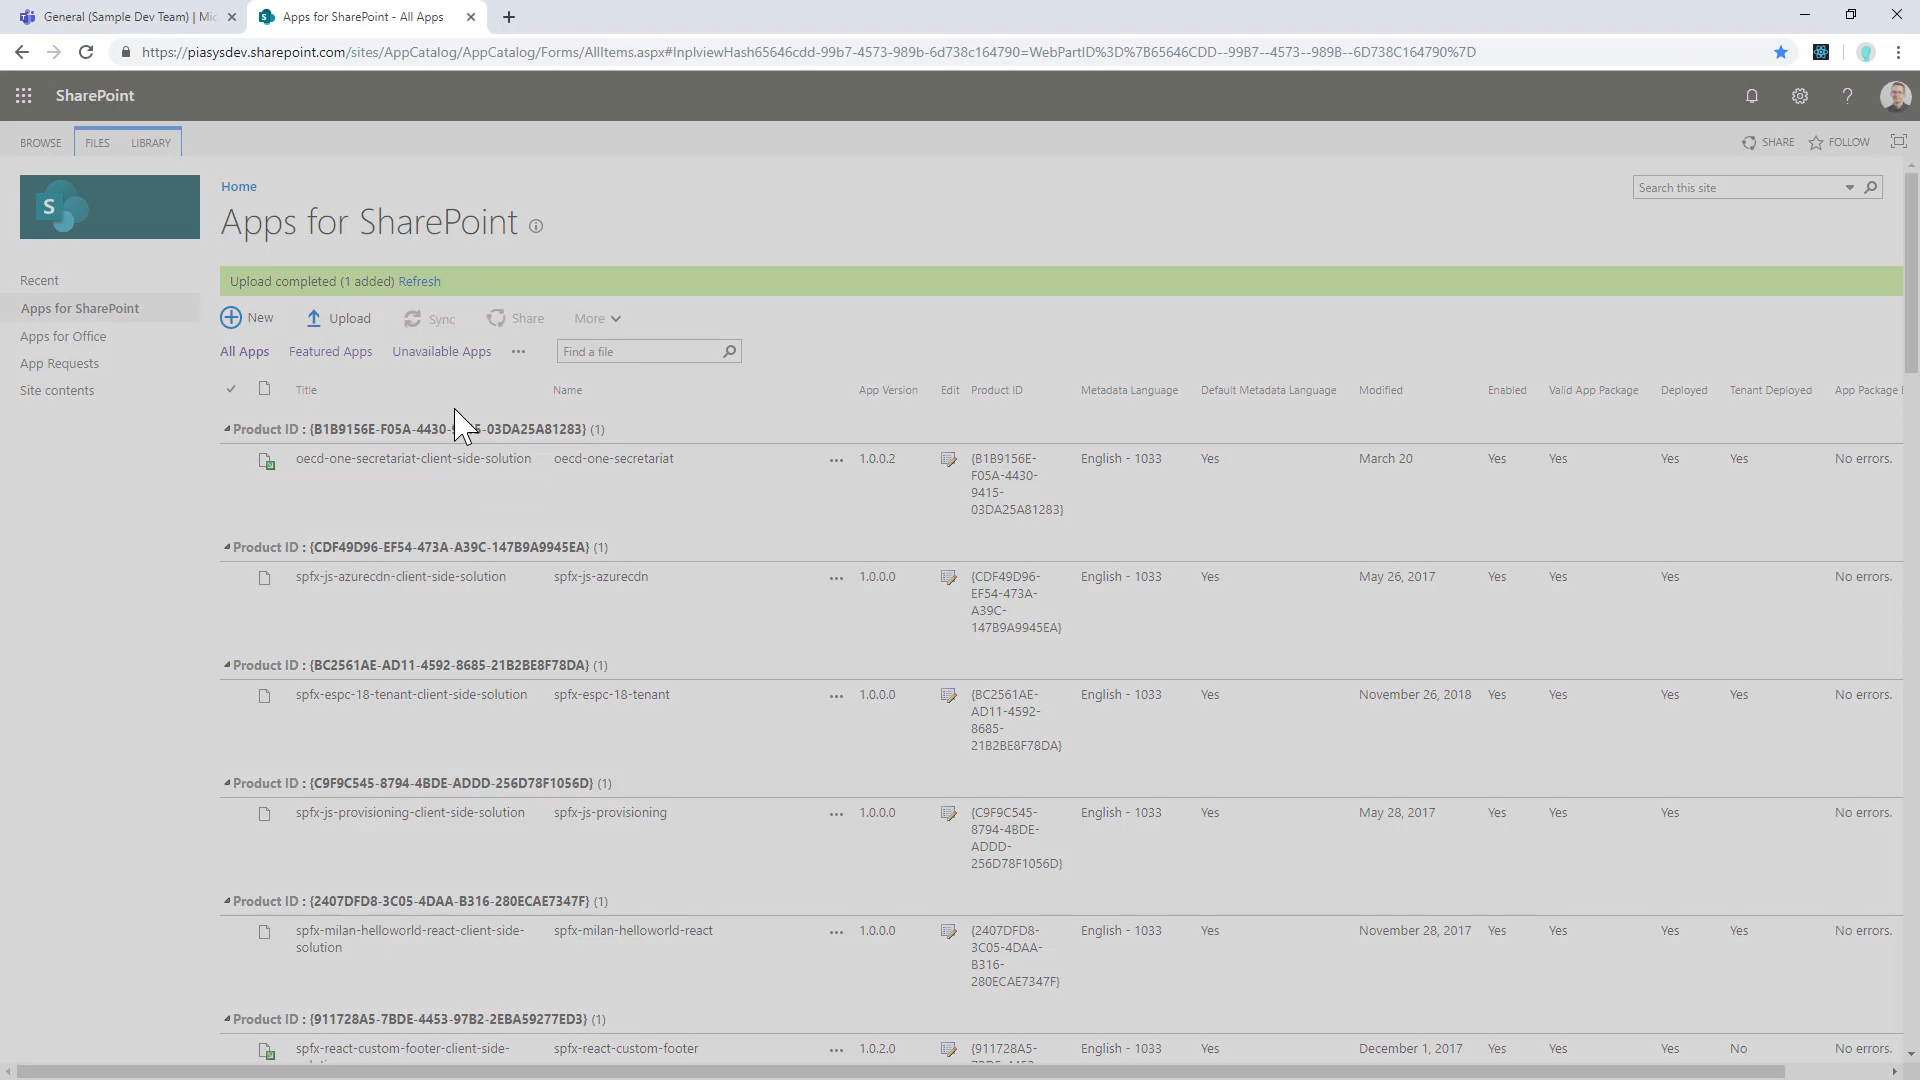 General (Sample Dev Team) | Mic
Apps for SharePoint - All Apps
https://piasysdev.sharepoint.com/sites/AppCatalog/AppCatalog/Forms/AllItems.aspx#InplviewHash65646cdd-99b7-4573-989b-6d738c164790=WebPartID%3D%7B65646CDD--99B7--4573--989B--6D738C164790%7D
SharePoint
BROWSE FILES LIBRARY
SHARE FOLLOW
S
Home
Search this site
Apps for SharePoint
Upload completed (1 added) Refresh
Recent
Apps for SharePoint
Apps for Office
App Requests
Site contents
New Upload Sync Share More
All Apps Featured Apps Unavailable Apps ••• Find a file
Title Name App Version Edit Product ID Metadata Language Default Metadata Language Modified Enabled Valid App Package Deployed Tenant Deployed App Package
Product ID : {B1B9156E-F05A-4430- 5-03DA25A81283} (1)
oecd-one-secretariat-client-side-solution oecd-one-secretariat ••• 1.0.0.2 {B1B9156E- English - 1033 Yes March 20 Yes Yes Yes Yes No errors.
F05A-4430-
9415-
03DA25A81283}
Product ID : {CDF49D96-EF54-473A-A39C-147B9A9945EA} (1)
spfx-js-azurecdn-client-side-solution spfx-js-azurecdn ••• 1.0.0.0 {CDF49D96- English - 1033 Yes May 26, 2017 Yes Yes Yes No errors.
EF54-473A-
A39C-
147B9A9945EA}
Product ID : {BC2561AE-AD11-4592-8685-21B2BE8F78DA} (1)
spfx-espc-18-tenant-client-side-solution spfx-espc-18-tenant ••• 1.0.0.0 {BC2561AE- English - 1033 Yes November 26, 2018 Yes Yes Yes Yes No errors.
AD11-4592-
8685-
21B2BE8F78DA}
Product ID : {C9F9C545-8794-4BDE-ADDD-256D78F1056D} (1)
spfx-js-provisioning-client-side-solution spfx-js-provisioning ••• 1.0.0.0 {C9F9C545- English - 1033 Yes May 28, 2017 Yes Yes Yes No errors.
8794-4BDE-
ADDD-
256D78F1056D}
Product ID : {2407DFD8-3C05-4DAA-B316-280ECAE7347F} (1)
spfx-milan-helloworld-react-client-side- spfx-milan-helloworld-react ••• 1.0.0.0 {2407DFD8- English - 1033 Yes November 28, 2017 Yes Yes Yes Yes No errors.
solution 3C05-4DAA-
B316-
280ECAE7347F}
Product ID : {911728A5-7BDE-4453-97B2-2EBA59277ED3} (1)
spfx-react-custom-footer-client-side- spfx-react-custom-footer ••• 1.0.2.0 {911728A5- English - 1033 Yes December 1, 2017 Yes Yes Yes No No errors.